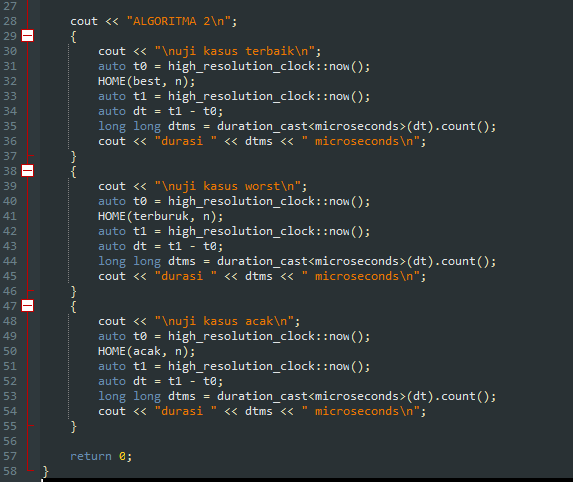 27
28 cout << "ALGORITMA 2\n";
29 {
30 cout << "\nuji kasus terbaik\n";
31 auto t0 = high_resolution_clock::now();
32 HOME(best, n);
33 auto t1 = high_resolution_clock::now();
34 auto dt = t1 - t0;
35 long long dtms = duration_cast<microseconds>(dt).count();
36 cout << "durasi " << dtms << " microseconds\n";
37 }
38 {
39 cout << "\nuji kasus worst\n";
40 auto t0 = high_resolution_clock::now();
41 HOME(terburuk, n);
42 auto t1 = high_resolution_clock::now();
43 auto dt = t1 - t0;
44 long long dtms = duration_cast<microseconds>(dt).count();
45 cout << "durasi " << dtms << " microseconds\n";
46 }
47 {
48 cout << "\nuji kasus acak\n";
49 auto t0 = high_resolution_clock::now();
50 HOME(acak, n);
51 auto t1 = high_resolution_clock::now();
52 auto dt = t1 - t0;
53 long long dtms = duration_cast<microseconds>(dt).count();
54 cout << "durasi " << dtms << " microseconds\n";
55 }
56
57 return 0;
58 }